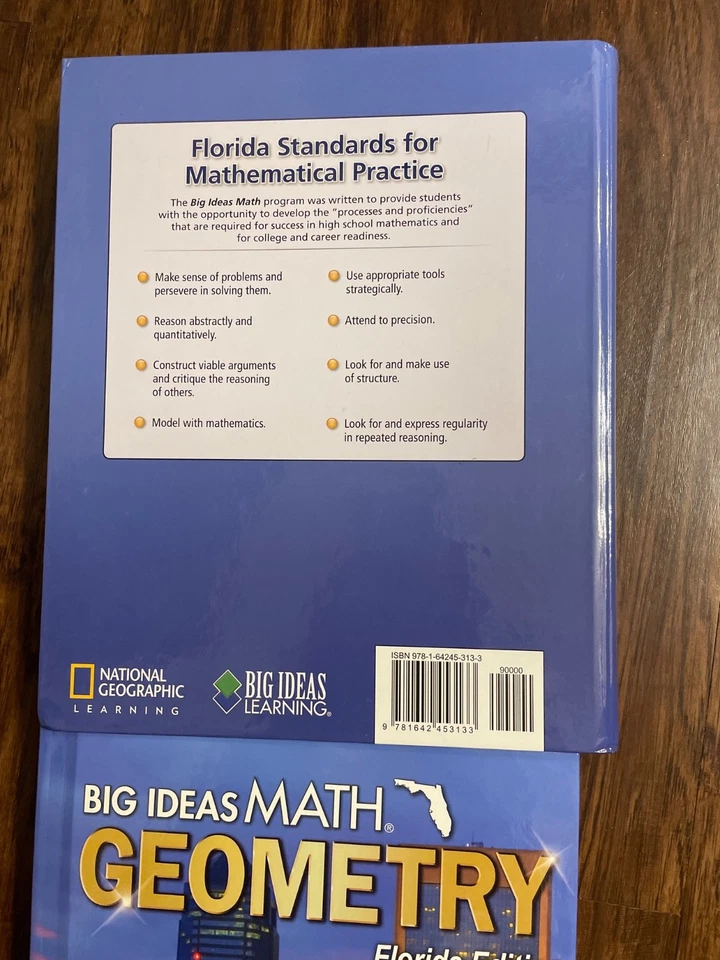 Florida Standards for
Mathematical Practice
The Big Ideas Math program was written to provide students
with the opportunity to develop the “processes and proficiencies”
that are required for success in high school mathematics and
for college and career readiness.
Make sense of problems and
persevere in solving them.
Reason abstractly and
quantitatively.
Construct viable arguments
and critique the reasoning
of others.
Model with mathematics.
Use appropriate tools
strategically.
Attend to precision.
Look for and make use
of structure.
Look for and express regularity
in repeated reasoning.
NATIONAL
GEOGRAPHIC
LEARNING
BIG IDEAS
LEARNING®
ISBN 978-1-64245-313-3
90000
9 781642 453133
BIG IDEAS MATH®
GEOMETRY
Florida